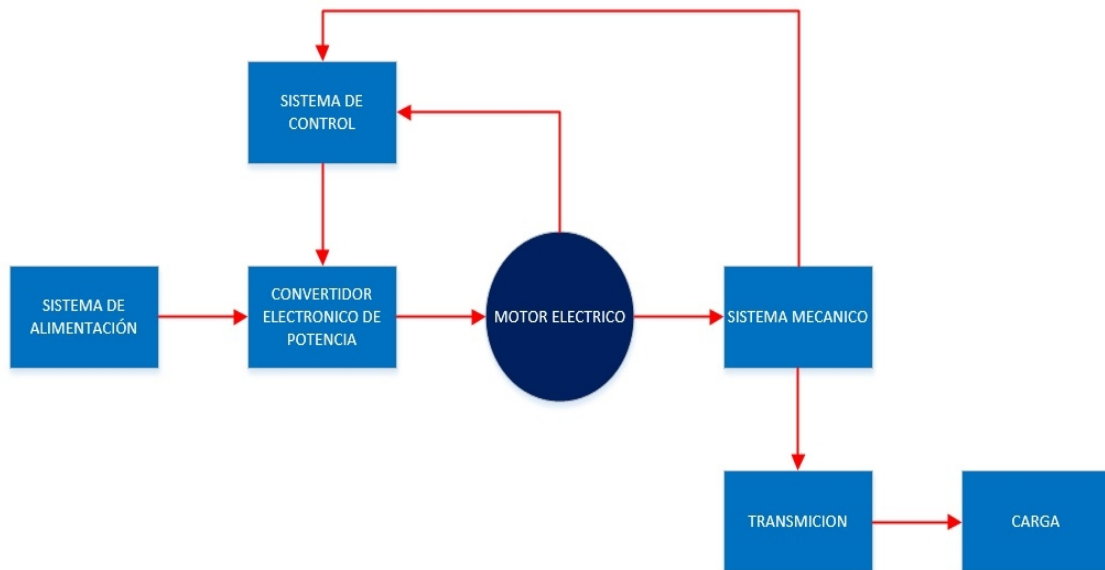 SISTEMA DE
CONTROL
SISTEMA DE
ALIMENTACIÓN
CONVERTIDOR
ELECTRONICO DE
POTENCIA
MOTOR ELECTRICO
SISTEMA MECANICO
TRANSMICION
CARGA